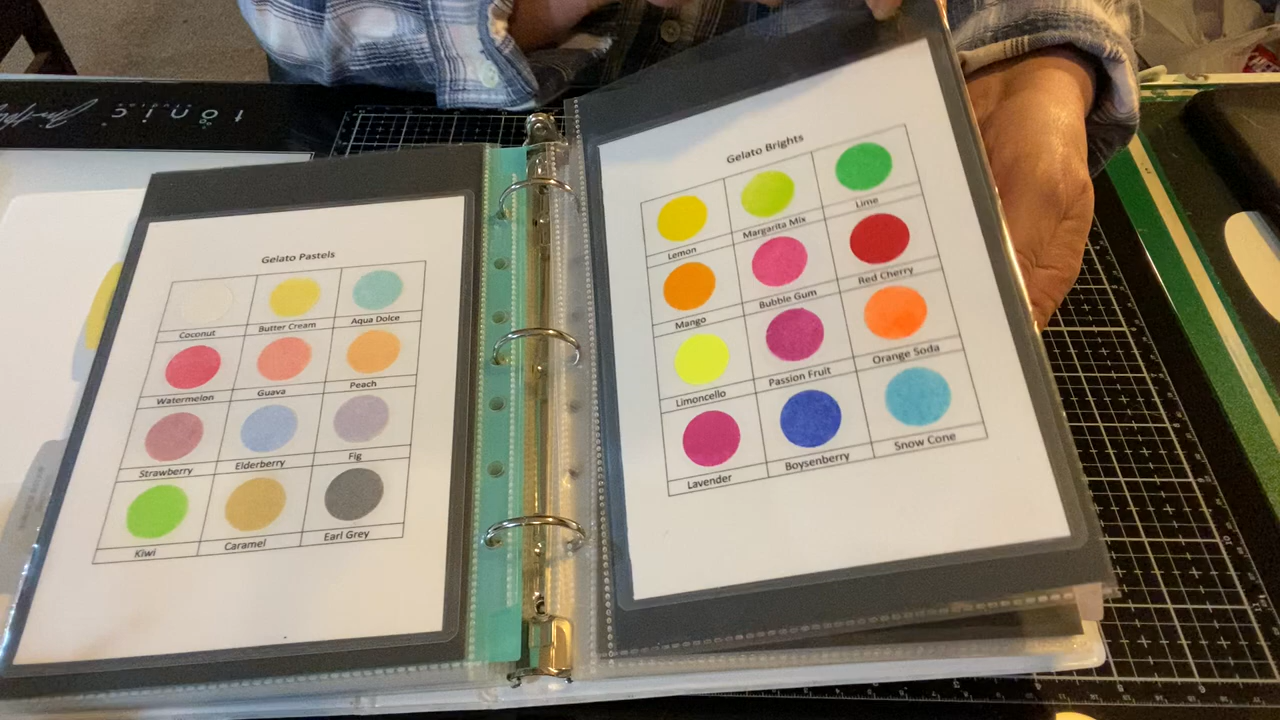 tonic
studios
Gelato Pastels
Coconut Butter Cream Aqua Dolce
Watermelon Guava Peach
Strawberry Elderberry Fig
Kiwi Caramel Earl Grey
Gelato Brights
Lemon Margarita Mix Lime
Mango Bubble Gum Red Cherry
Limoncello Passion Fruit Orange Soda
Lavender Boysenberry Snow Cone